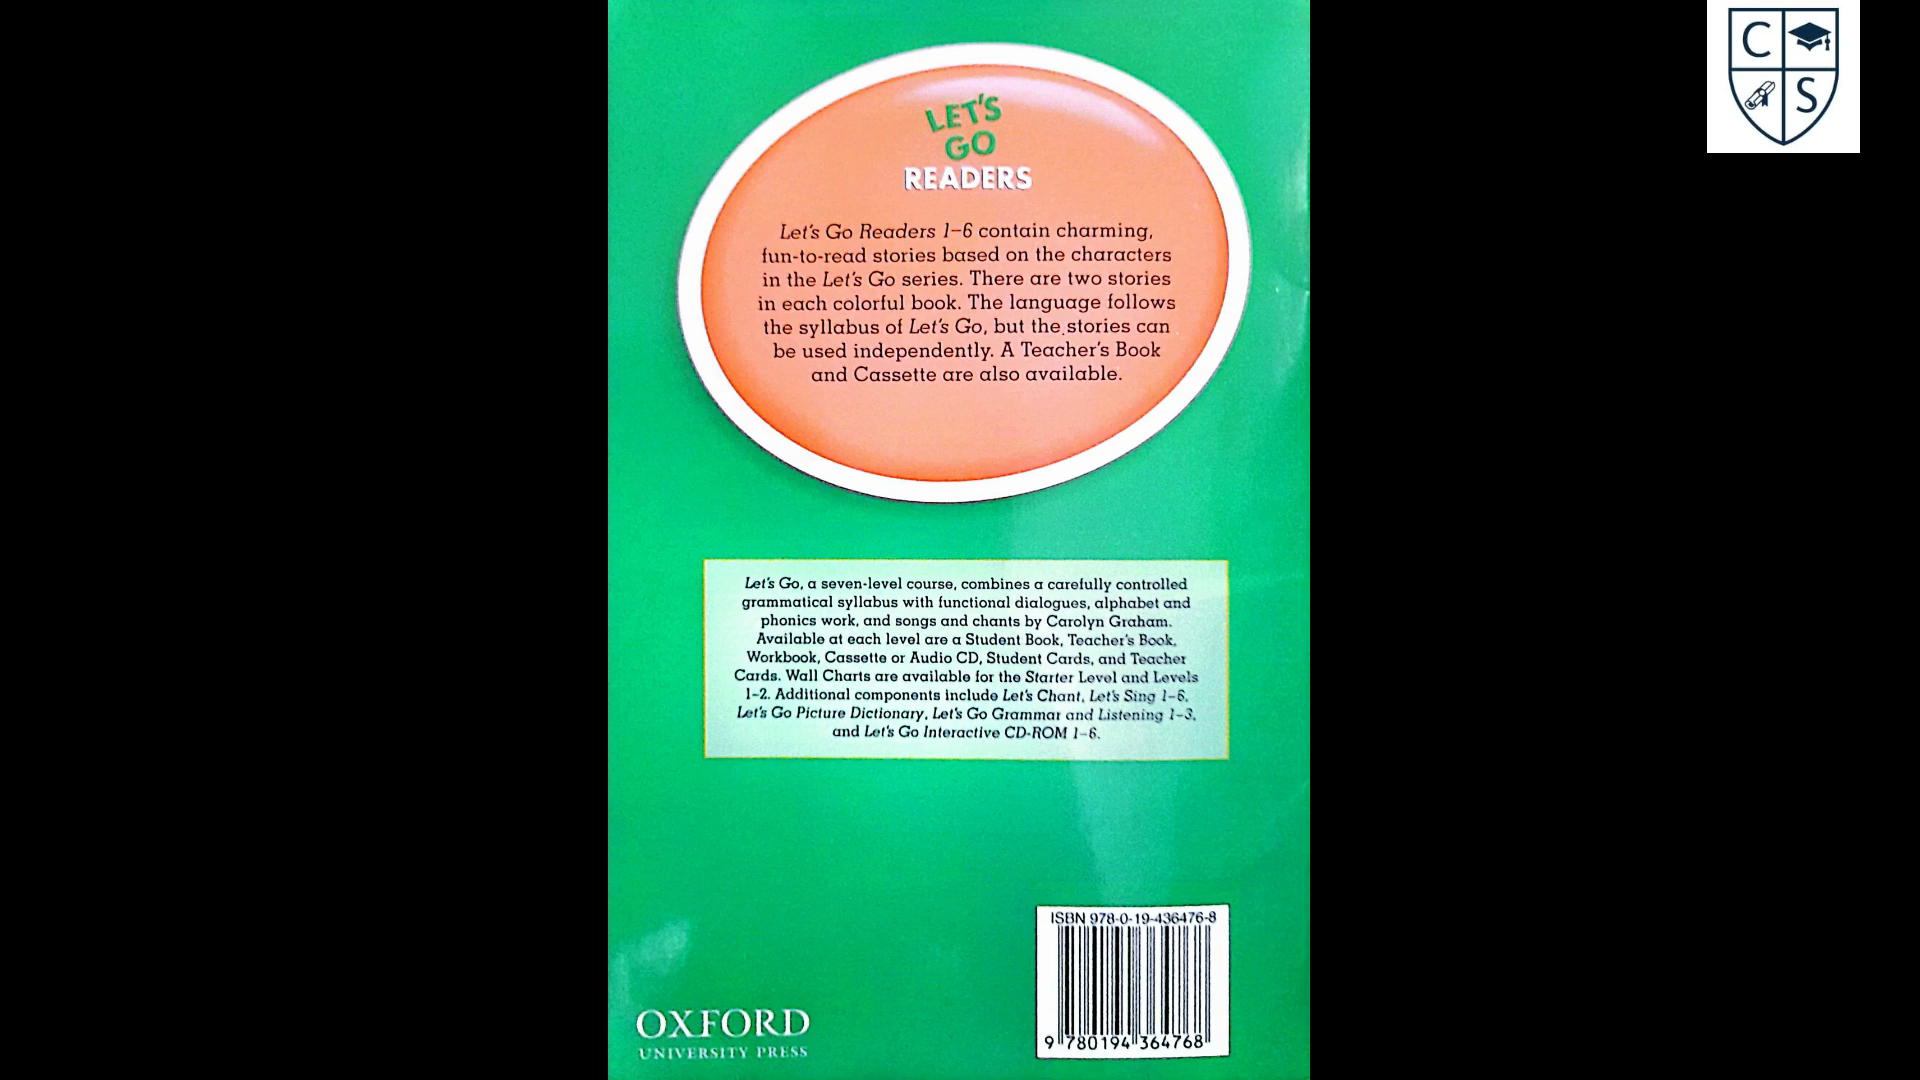 C
S
LET'S
GO
READERS
Let's Go Readers 1–6 contain charming,
fun-to-read stories based on the characters
in the Let's Go series. There are two stories
in each colorful book. The language follows
the syllabus of Let's Go, but the stories can
be used independently. A Teacher's Book
and Cassette are also available.
Let's Go, a seven-level course, combines a carefully controlled
grammatical syllabus with functional dialogues, alphabet and
phonics work, and songs and chants by Carolyn Graham.
Available at each level are a Student Book, Teacher's Book,
Workbook, Cassette or Audio CD, Student Cards, and Teacher
Cards. Wall Charts are available for the Starter Level and Levels
1–2. Additional components include Let's Chant, Let's Sing 1–6,
Let's Go Picture Dictionary, Let's Go Grammar and Listening 1–3,
and Let's Go Interactive CD-ROM 1–6.
ISBN 978-0-19-436476-8
9 780194 364768
OXFORD
UNIVERSITY PRESS